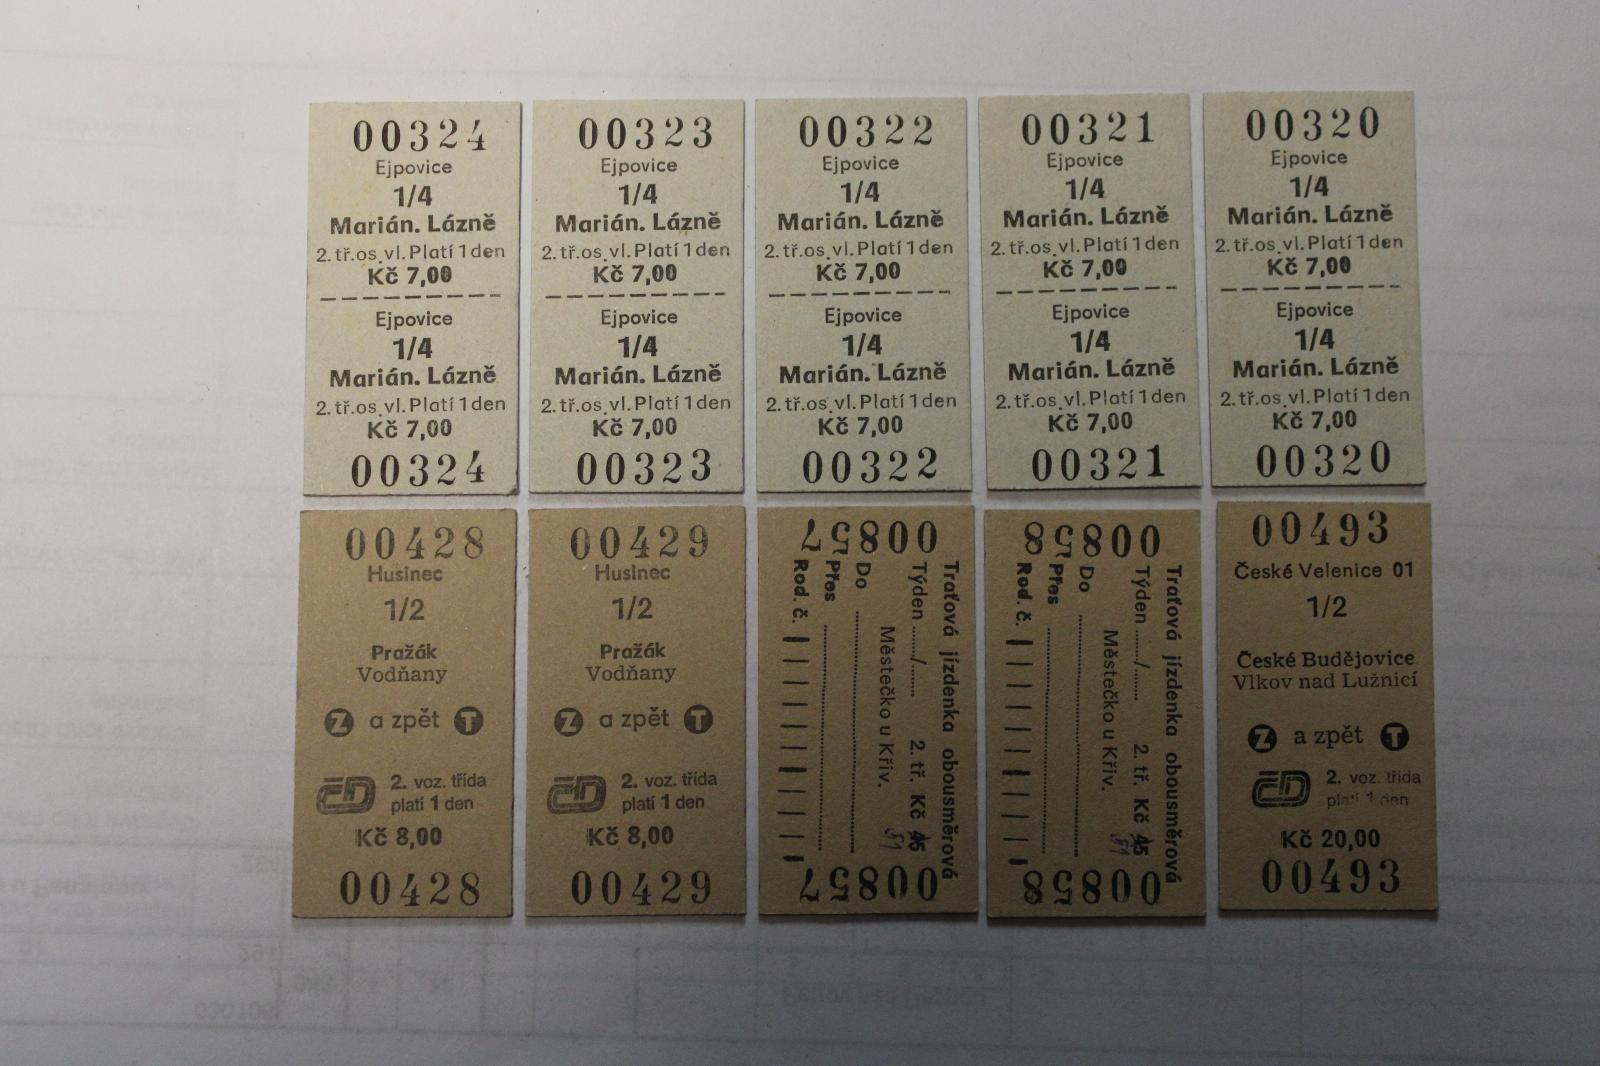 00324
Ejpovice
1/4
Marián. Lázně
2. tř. os. vl. Platí 1 den
Kč 7,00
Ejpovice
1/4
Marián. Lázně
2. tř. os. vl. Platí 1 den
Kč 7,00
00324
00323
Ejpovice
1/4
Marián. Lázně
2. tř. os. vl. Platí 1 den
Kč 7,00
Ejpovice
1/4
Marián. Lázně
2. tř. os. vl. Platí 1 den
Kč 7,00
00323
00322
Ejpovice
1/4
Marián. Lázně
2. tř. os. vl. Platí 1 den
Kč 7,00
Ejpovice
1/4
Marián. Lázně
2. tř. os. vl. Platí 1 den
Kč 7,00
00322
00321
Ejpovice
1/4
Marián. Lázně
2. tř. os. vl. Platí 1 den
Kč 7,00
Ejpovice
1/4
Marián. Lázně
2. tř. os. vl. Platí 1 den
Kč 7,00
00321
00320
Ejpovice
1/4
Marián. Lázně
2. tř. os. vl. Platí 1 den
Kč 7,00
Ejpovice
1/4
Marián. Lázně
2. tř. os. vl. Platí 1 den
Kč 7,00
00320
00428
Husinec
1/2
Pražák
Vodňany
Z a zpět T
ČD 2. voz. třída
platí 1 den
Kč 8,00
00428
00429
Husinec
1/2
Pražák
Vodňany
Z a zpět T
ČD 2. voz. třída
platí 1 den
Kč 8,00
00429
00857
Traťová jízdenka obousměrová
Týden ....../...... 2. tř. Kč 45
Městečko u Křiv.
Do
Přes
Rod. č.
00857
00858
Traťová jízdenka obousměrová
Týden ....../...... 2. tř. Kč 45
Městečko u Křiv.
Do
Přes
Rod. č.
00858
00493
České Velenice 01
1/2
České Budějovice
Vlkov nad Lužnicí
Z a zpět T
ČD 2. voz. třída
platí 1 den
Kč 20,00
00493